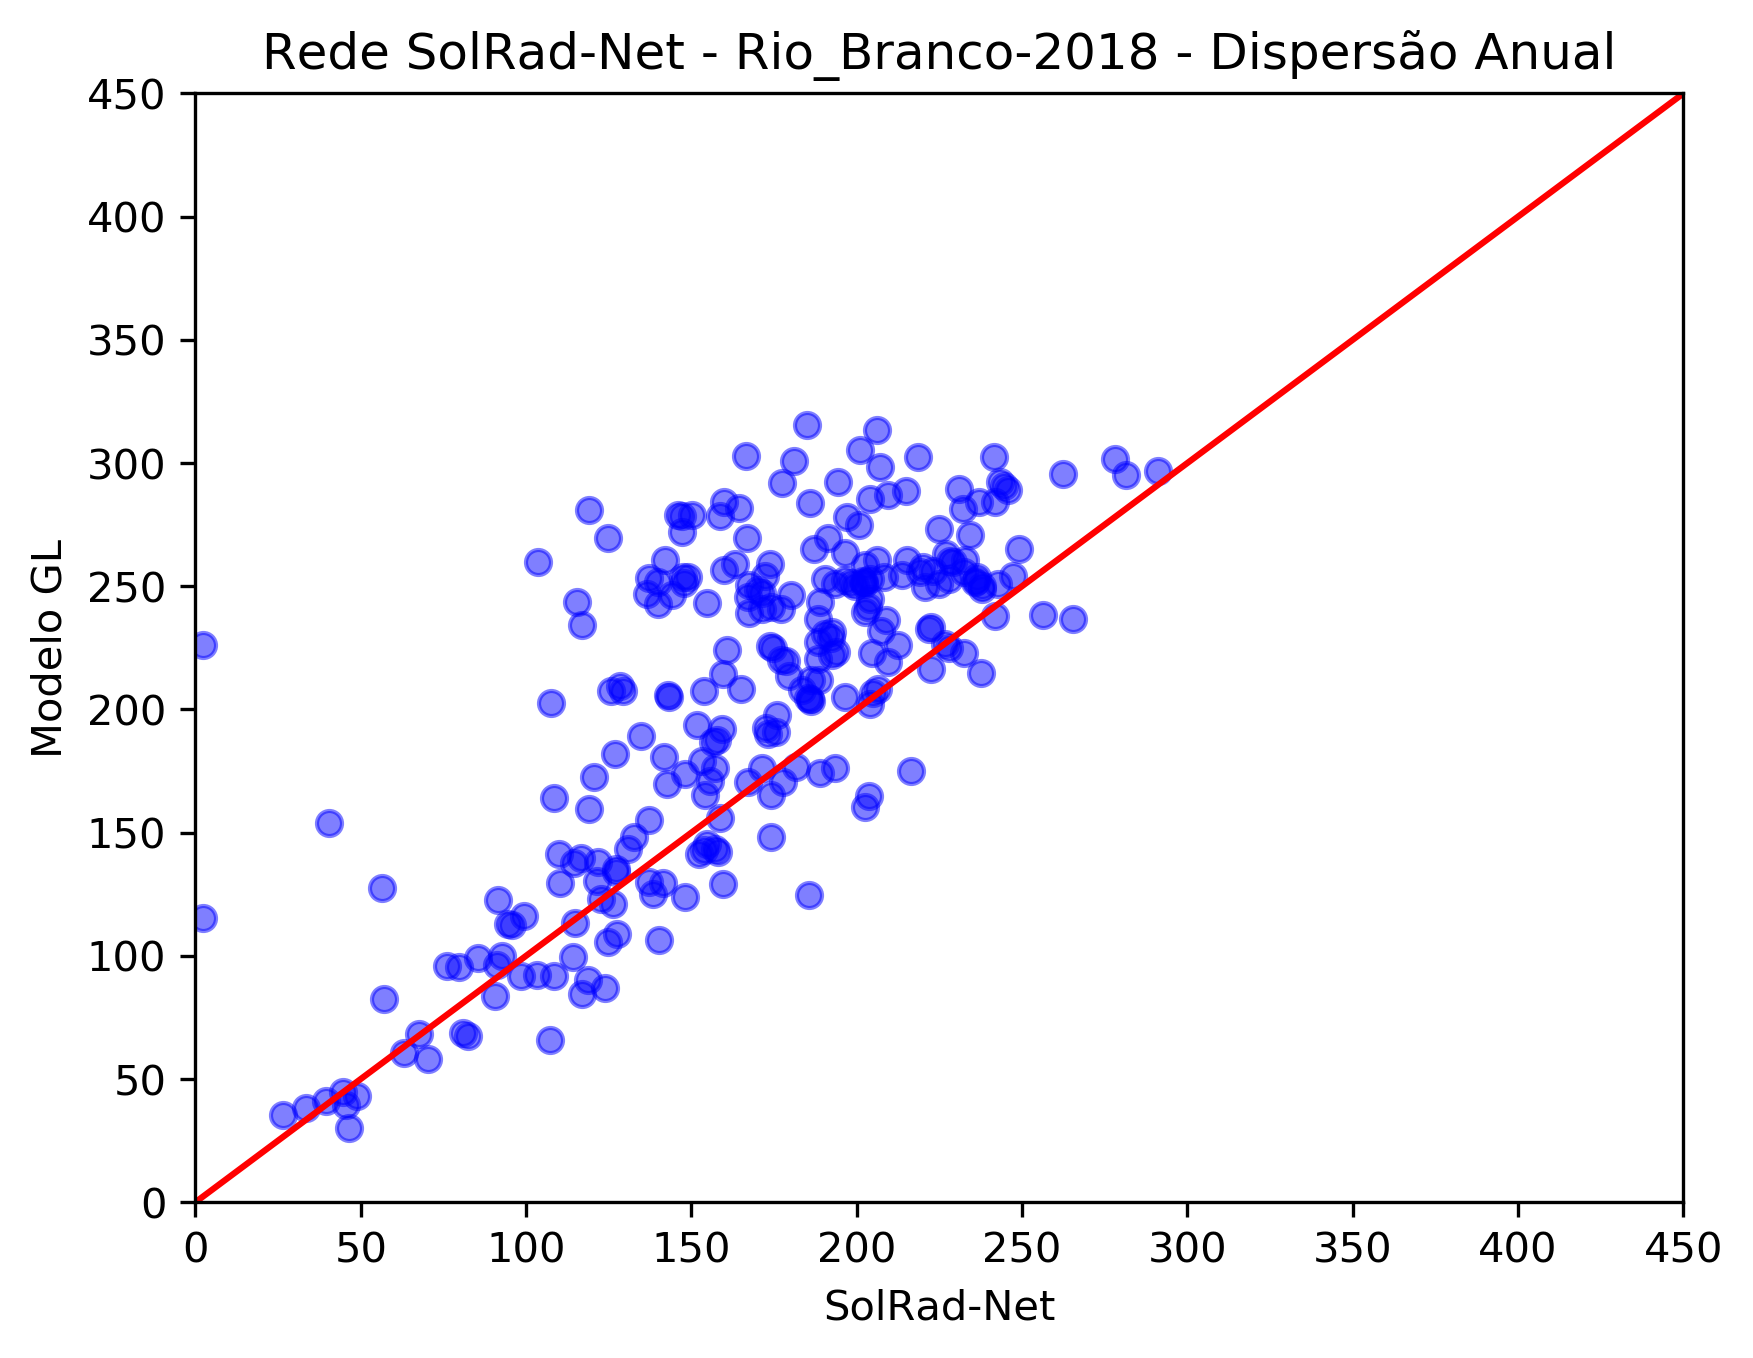 Rede SolRad-Net - Rio_Branco-2018 - Dispersão Anual
450
400
350
300
250
200
150
100
50
0
Modelo GL
0 50 100 150 200 250 300 350 400 450
SolRad-Net